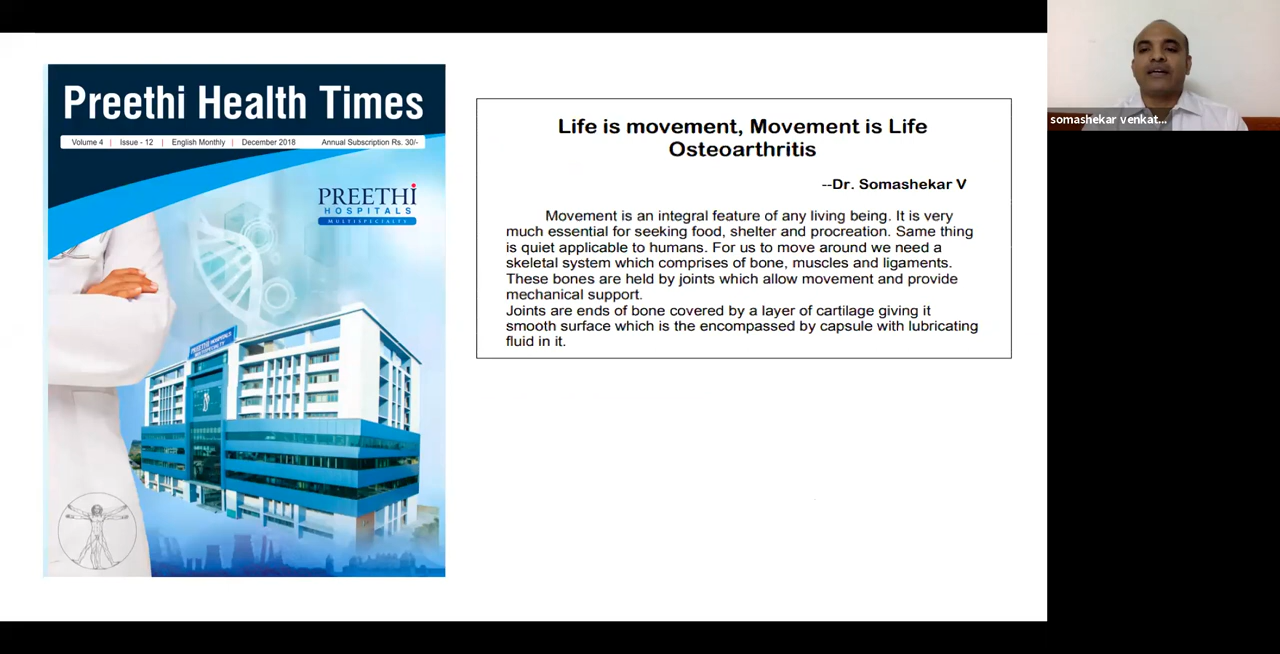 Preethi Health Times
Volume 4 | Issue - 12 | English Monthly | December 2018 Annual Subscription Rs. 30/-
PREETHi
HOSPITALS
MULTISPECIALTY
PREETHI HOSPITALS
Life is movement, Movement is Life
Osteoarthritis
--Dr. Somashekar V
Movement is an integral feature of any living being. It is very
much essential for seeking food, shelter and procreation. Same thing
is quiet applicable to humans. For us to move around we need a
skeletal system which comprises of bone, muscles and ligaments.
These bones are held by joints which allow movement and provide
mechanical support.
Joints are ends of bone covered by a layer of cartilage giving it
smooth surface which is the encompassed by capsule with lubricating
fluid in it.
somashekar venkat...